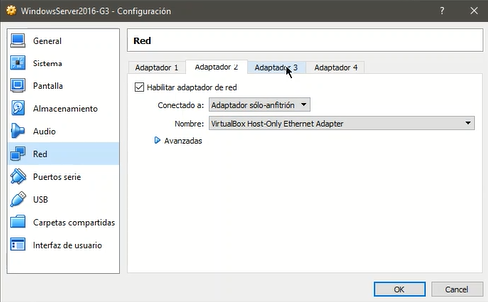 WindowsServer2016-G3 - Configuración
General
Sistema
Pantalla
Almacenamiento
Audio
Red
Puertos serie
USB
Carpetas compartidas
Interfaz de usuario
Red
Adaptador 1 Adaptador 2 Adaptador 3 Adaptador 4
Habilitar adaptador de red
Conectado a: Adaptador sólo-anfitrión
Nombre: VirtualBox Host-Only Ethernet Adapter
Avanzadas
OK Cancel